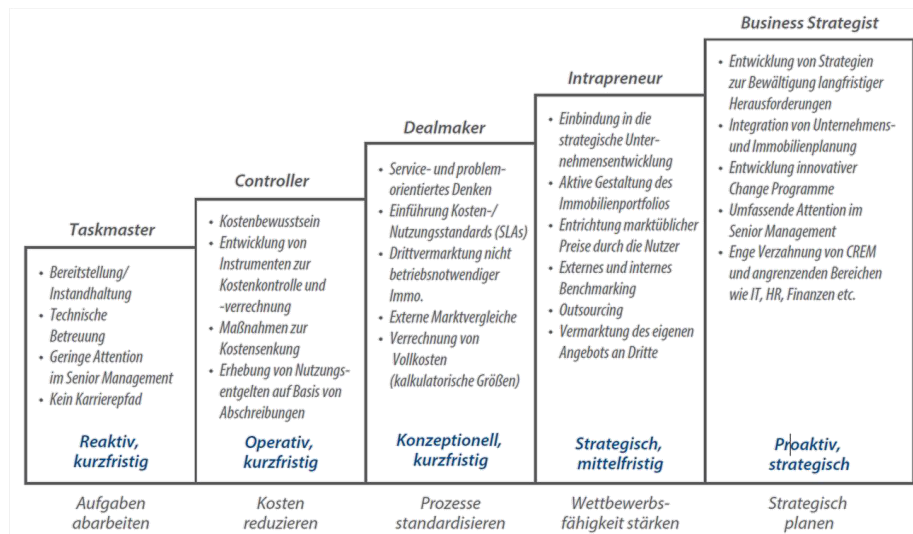 Taskmaster
• Bereitstellung/
Instandhaltung
• Technische
Betreuung
• Geringe Attention
im Senior Management
• Kein Karrierepfad
Reaktiv,
kurzfristig
Aufgaben
abarbeiten
Controller
• Kostenbewusstsein
• Entwicklung von
Instrumenten zur
Kostenkontrolle und
-verrechnung
• Maßnahmen zur
Kostensenkung
• Erhebung von Nutzungs-
entgelten auf Basis von
Abschreibungen
Operativ,
kurzfristig
Kosten
reduzieren
Dealmaker
• Service- und problem-
orientiertes Denken
• Einführung Kosten-/
Nutzungsstandards (SLAs)
• Drittvermarktung nicht
betriebsnotwendiger
Immo.
• Externe Marktvergleiche
• Verrechnung von
Vollkosten
(kalkulatorische Größen)
Konzeptionell,
kurzfristig
Prozesse
standardisieren
Intrapreneur
• Einbindung in die
strategische Unter-
nehmensentwicklung
• Aktive Gestaltung des
Immobilienportfolios
• Entrichtung marktüblicher
Preise durch die Nutzer
• Externes und internes
Benchmarking
• Outsourcing
• Vermarktung des eigenen
Angebots an Dritte
Strategisch,
mittelfristig
Wettbewerbs-
fähigkeit stärken
Business Strategist
• Entwicklung von Strategien
zur Bewältigung langfristiger
Herausforderungen
• Integration von Unternehmens-
und Immobilienplanung
• Entwicklung innovativer
Change Programme
• Umfassende Attention im
Senior Management
• Enge Verzahnung von CREM
und angrenzenden Bereichen
wie IT, HR, Finanzen etc.
Proaktiv,
strategisch
Strategisch
planen